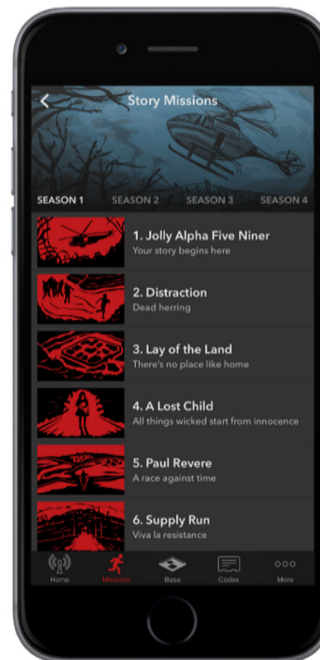 Story Missions
SEASON 1 SEASON 2 SEASON 3 SEASON 4
1. Jolly Alpha Five Niner
Your story begins here
2. Distraction
Dead herring
3. Lay of the Land
There's no place like home
4. A Lost Child
All things wicked start from innocence
5. Paul Revere
A race against time
6. Supply Run
Viva la resistance
Home Missions Base Codex More